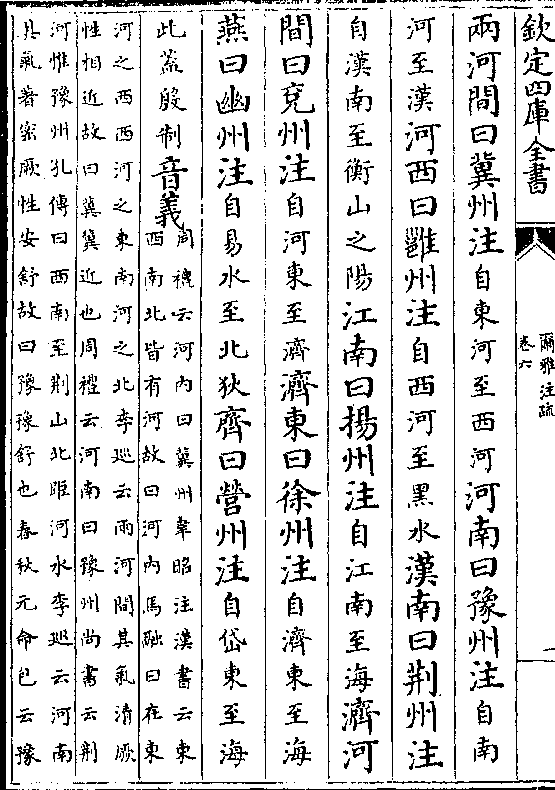 欽定四庫全書
爾雅注疏
卷六
兩河間曰冀州注自東河至西河河南曰豫州注自南
河至漢河西曰雝州注自西河至黑水漢南曰荆州注
自漢南至衡山之陽江南曰揚州注自江南至海濟河
間曰兖州注自河東至濟濟東曰徐州注自濟東至海
燕曰幽州注自易水至北狄齊曰營州注自岱東至海
此葢殷制音義周禮云河内曰冀州韋昭注漢書云東
西南北皆有河故曰河内馬融曰在東
河之西西河之東南河之北李廵云兩河間其氣清厥
性相近故曰冀冀近也周禮云河南曰豫州尚書云荆
河惟豫州孔傳曰西南至荆山北距河水李廵云河南
其氣著宻厥性安舒故曰豫豫舒也春秋元命包云豫